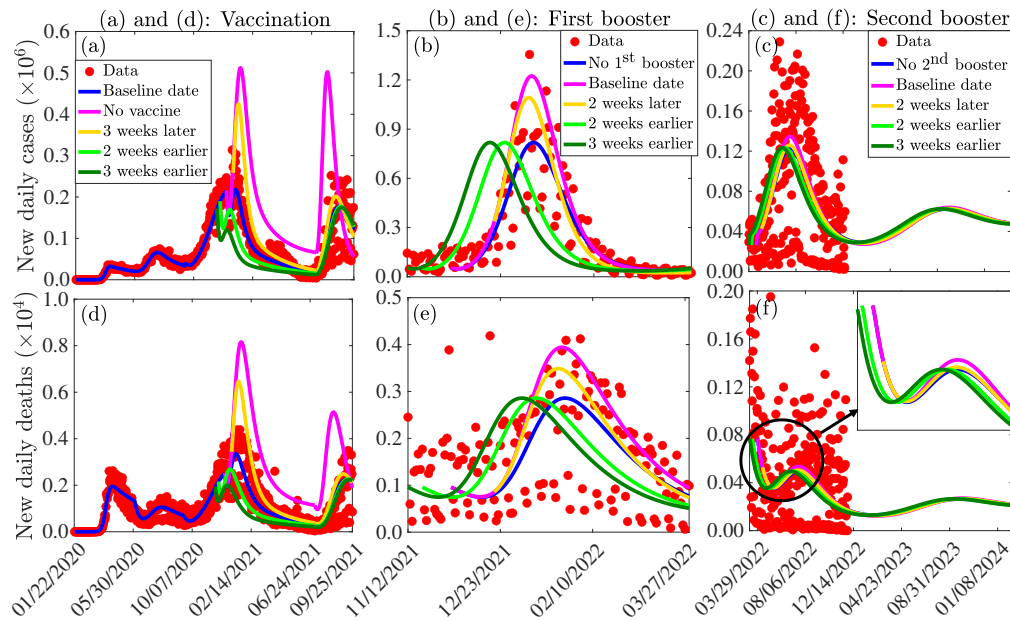 (a) and (d): Vaccination
(b) and (e): First booster
(c) and (f): Second booster
New daily cases (×10⁶)
0.6
0.5
0.4
0.3
0.2
0.1
0.0
(a)
Data
Baseline date
No vaccine
3 weeks later
2 weeks earlier
3 weeks earlier
1.5
1.2
0.9
0.6
0.3
0.0
(b)
Data
No 1st booster
Baseline date
2 weeks later
2 weeks earlier
3 weeks earlier
0.24
0.20
0.16
0.12
0.08
0.04
0.00
(c)
Data
No 2nd booster
Baseline date
2 weeks later
2 weeks earlier
3 weeks earlier
New daily deaths (×10⁴)
1.0
0.8
0.6
0.4
0.2
0.0
(d)
01/22/2020
05/30/2020
10/07/2020
02/14/2021
06/24/2021
09/25/2021
0.5
0.4
0.3
0.2
0.1
0.0
(e)
11/12/2021
12/23/2021
02/10/2022
03/27/2022
0.20
0.16
0.12
0.08
0.04
0.00
(f)
03/29/2022
08/06/2022
12/14/2022
04/23/2023
08/31/2023
01/08/2024